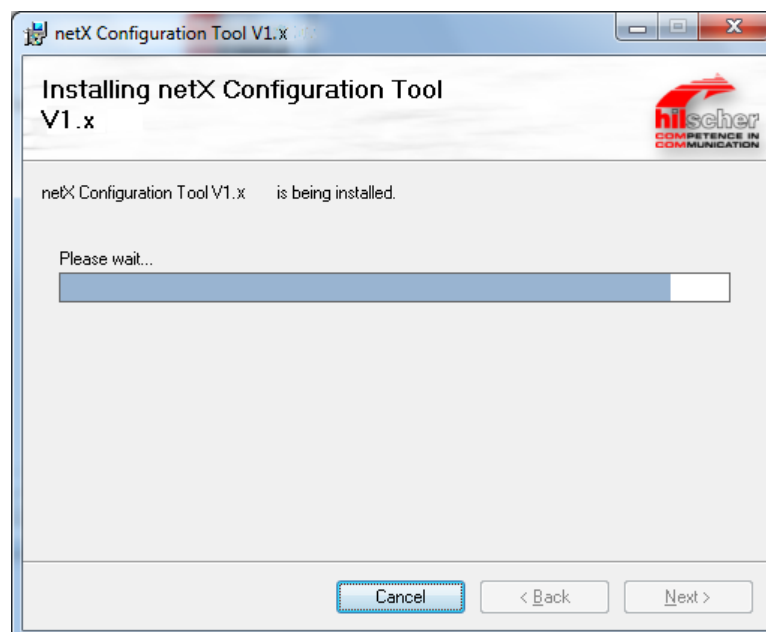 netX Configuration Tool V1.x
Installing netX Configuration Tool
V1.x
hilscher
COMPETENCE IN
COMMUNICATION
netX Configuration Tool V1.x is being installed.
Please wait...
Cancel
< Back
Next >